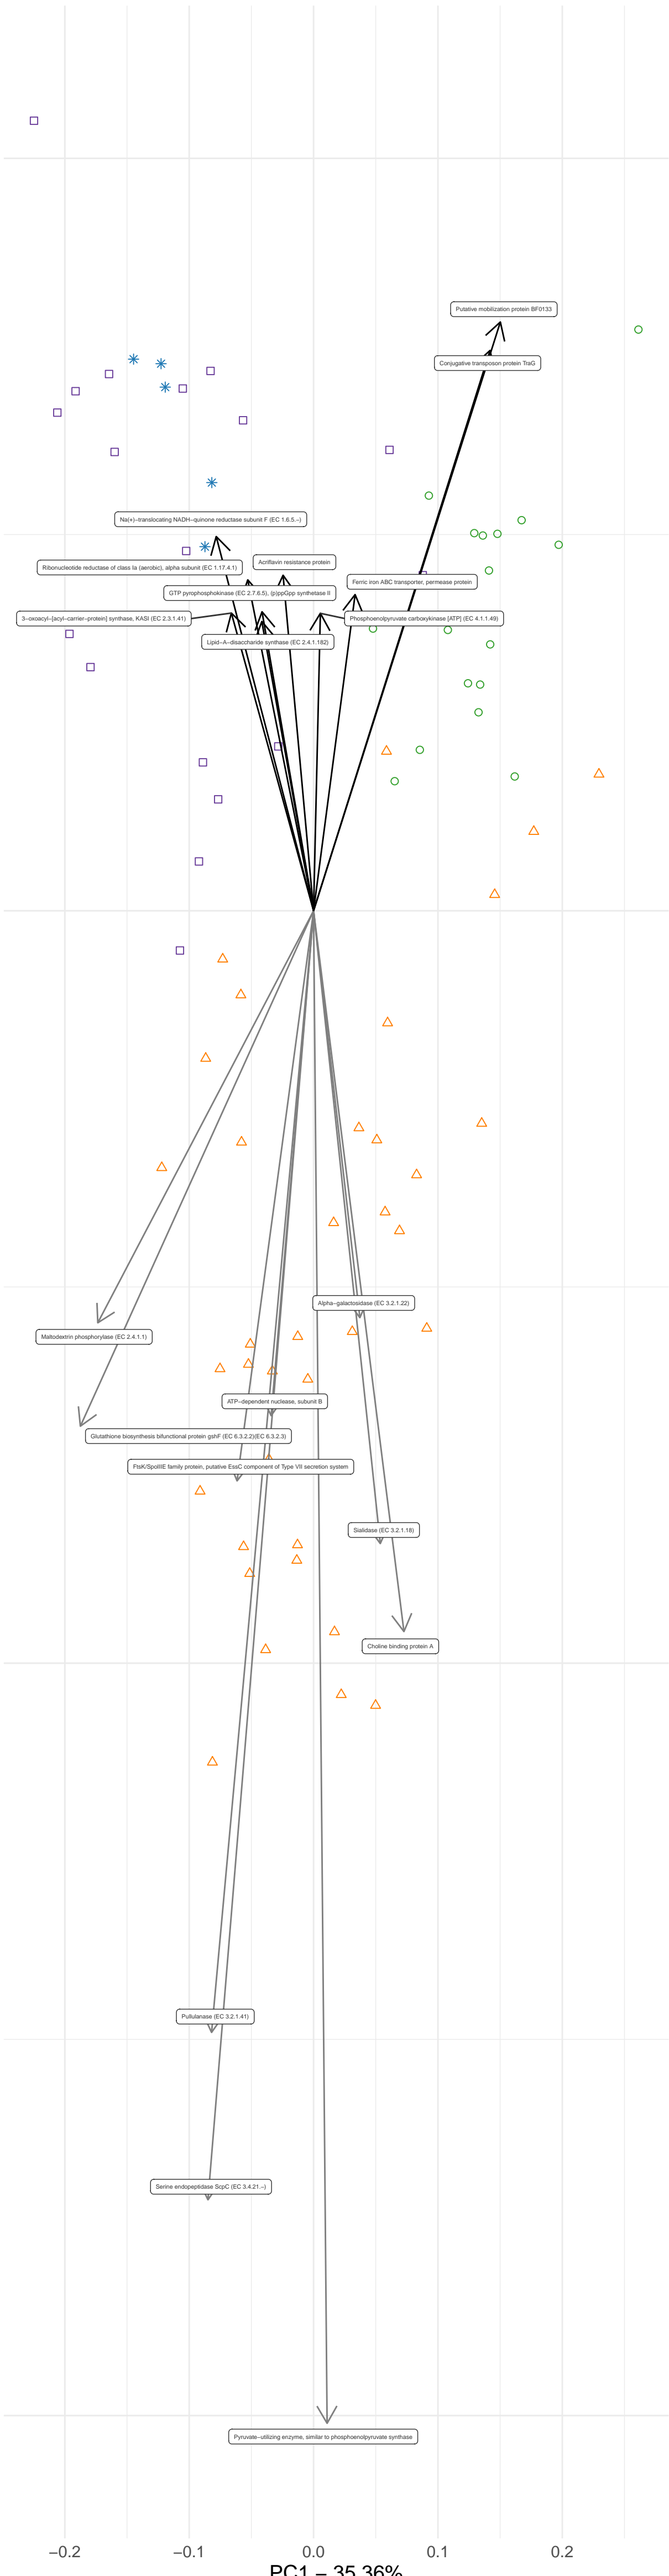 Putative mobilization protein BF0133
Conjugative transposon protein TraG
Na(+)−translocating NADH−quinone reductase subunit F (EC 1.6.5.−)
Acriflavin resistance protein
Ribonucleotide reductase of class Ia (aerobic), alpha subunit (EC 1.17.4.1)
Ferric iron ABC transporter, permease protein
GTP pyrophosphokinase (EC 2.7.6.5), (p)ppGpp synthetase II
3−oxoacyl−[acyl−carrier−protein] synthase, KASI (EC 2.3.1.41)
Phosphoenolpyruvate carboxykinase [ATP] (EC 4.1.1.49)
Lipid−A−disaccharide synthase (EC 2.4.1.182)
Alpha−galactosidase (EC 3.2.1.22)
Maltodextrin phosphorylase (EC 2.4.1.1)
ATP−dependent nuclease, subunit B
Glutathione biosynthesis bifunctional protein gshF (EC 6.3.2.2)(EC 6.3.2.3)
FtsK/SpoIIIE family protein, putative EssC component of Type VII secretion system
Sialidase (EC 3.2.1.18)
Choline binding protein A
Pullulanase (EC 3.2.1.41)
Serine endopeptidase ScpC (EC 3.4.21.−)
Pyruvate−utilizing enzyme, similar to phosphoenolpyruvate synthase
−0.2 −0.1 0.0 0.1 0.2
PC1 − 35.36%